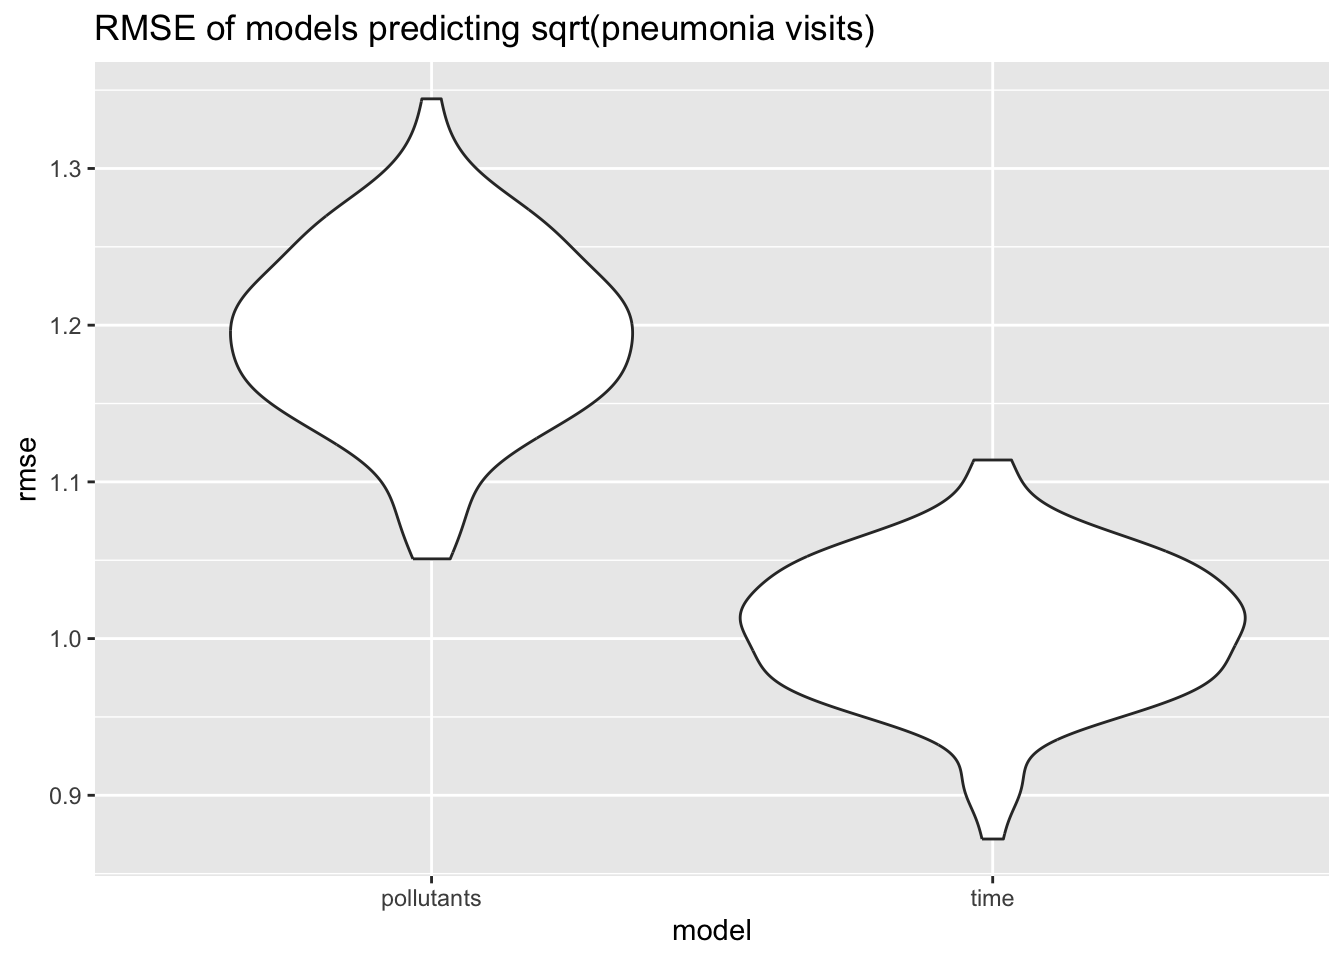 RMSE of models predicting sqrt(pneumonia visits)
1.3
1.2
1.1
1.0
0.9
rmse
pollutants
time
model